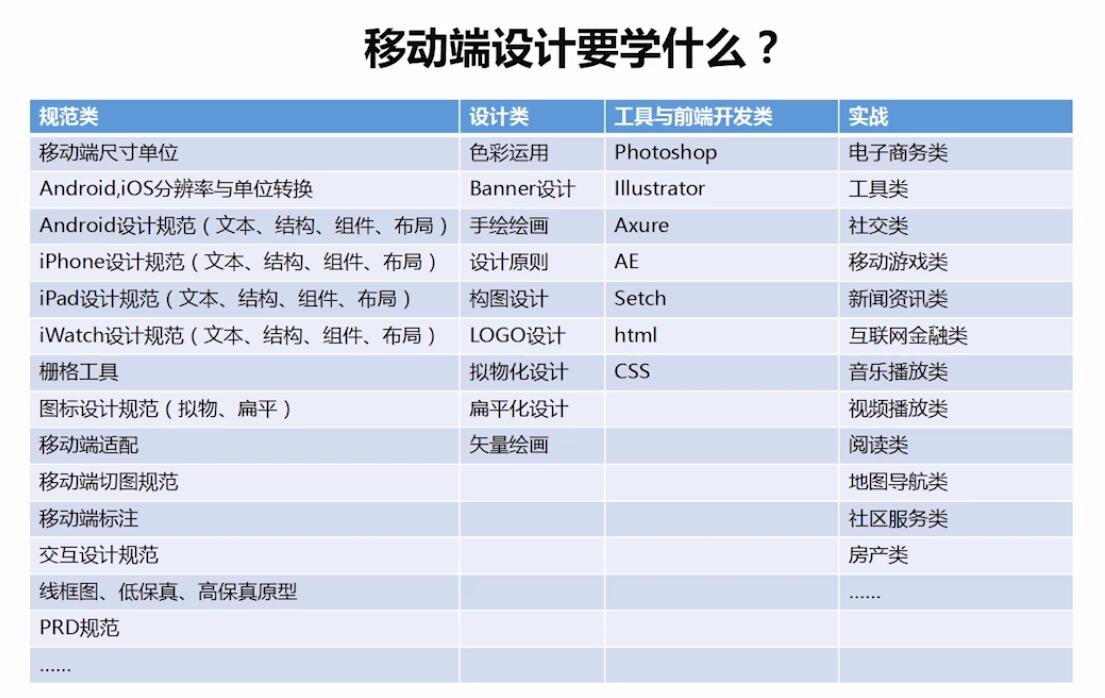 移动端设计要学什么？
规范类 设计类 工具与前端开发类 实战
移动端尺寸单位 色彩运用 Photoshop 电子商务类
Android,iOS分辨率与单位转换 Banner设计 Illustrator 工具类
Android设计规范（文本、结构、组件、布局） 手绘绘画 Axure 社交类
iPhone设计规范（文本、结构、组件、布局） 设计原则 AE 移动游戏类
iPad设计规范（文本、结构、组件、布局） 构图设计 Setch 新闻资讯类
iWatch设计规范（文本、结构、组件、布局） LOGO设计 html 互联网金融类
栅格工具 拟物化设计 CSS 音乐播放类
图标设计规范（拟物、扁平） 扁平化设计 视频播放类
移动端适配 矢量绘画 阅读类
移动端切图规范 地图导航类
移动端标注 社区服务类
交互设计规范 房产类
线框图、低保真、高保真原型 ……
PRD规范
……